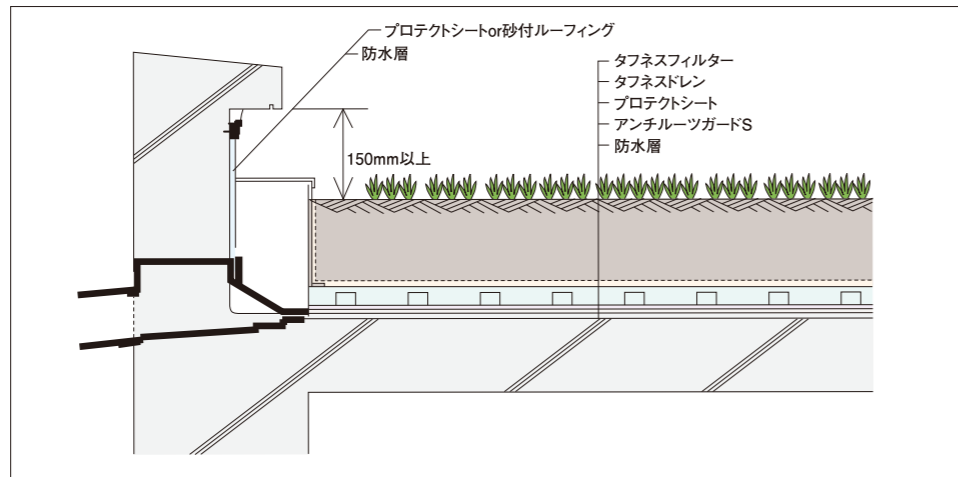 プロテクトシートor砂付ルーフィング
防水層
タフネスフィルター
タフネスドレン
プロテクトシート
アンチルーツガードS
防水層
150mm以上